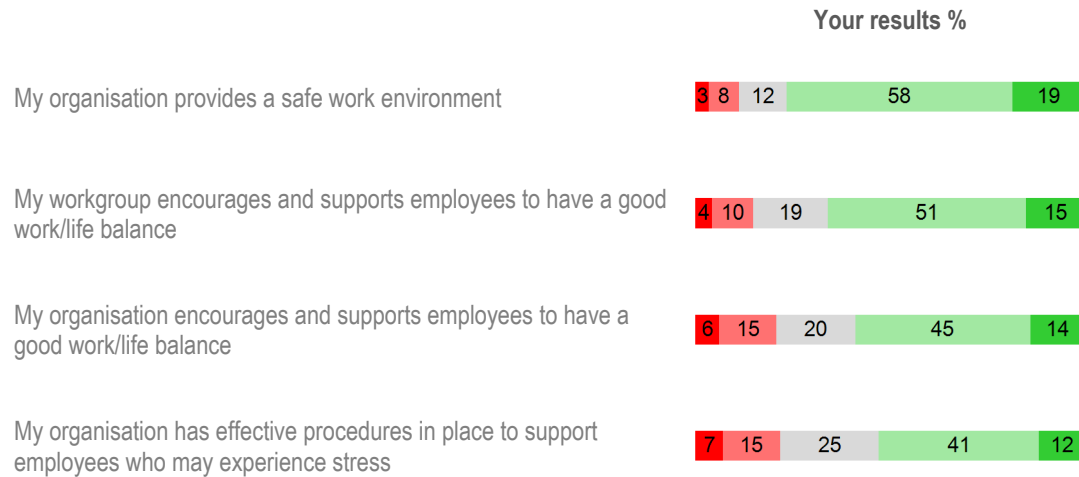 Your results %
My organisation provides a safe work environment
3 8 12 58 19
My workgroup encourages and supports employees to have a good
work/life balance
4 10 19 51 15
My organisation encourages and supports employees to have a
good work/life balance
6 15 20 45 14
My organisation has effective procedures in place to support
employees who may experience stress
7 15 25 41 12